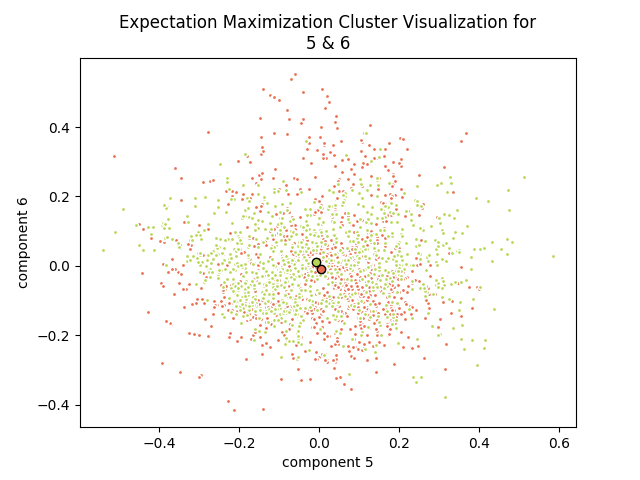 Expectation Maximization Cluster Visualization for
5 & 6
0.4
0.2
0.0
−0.2
−0.4
component 6
−0.4
−0.2
0.0
0.2
0.4
0.6
component 5